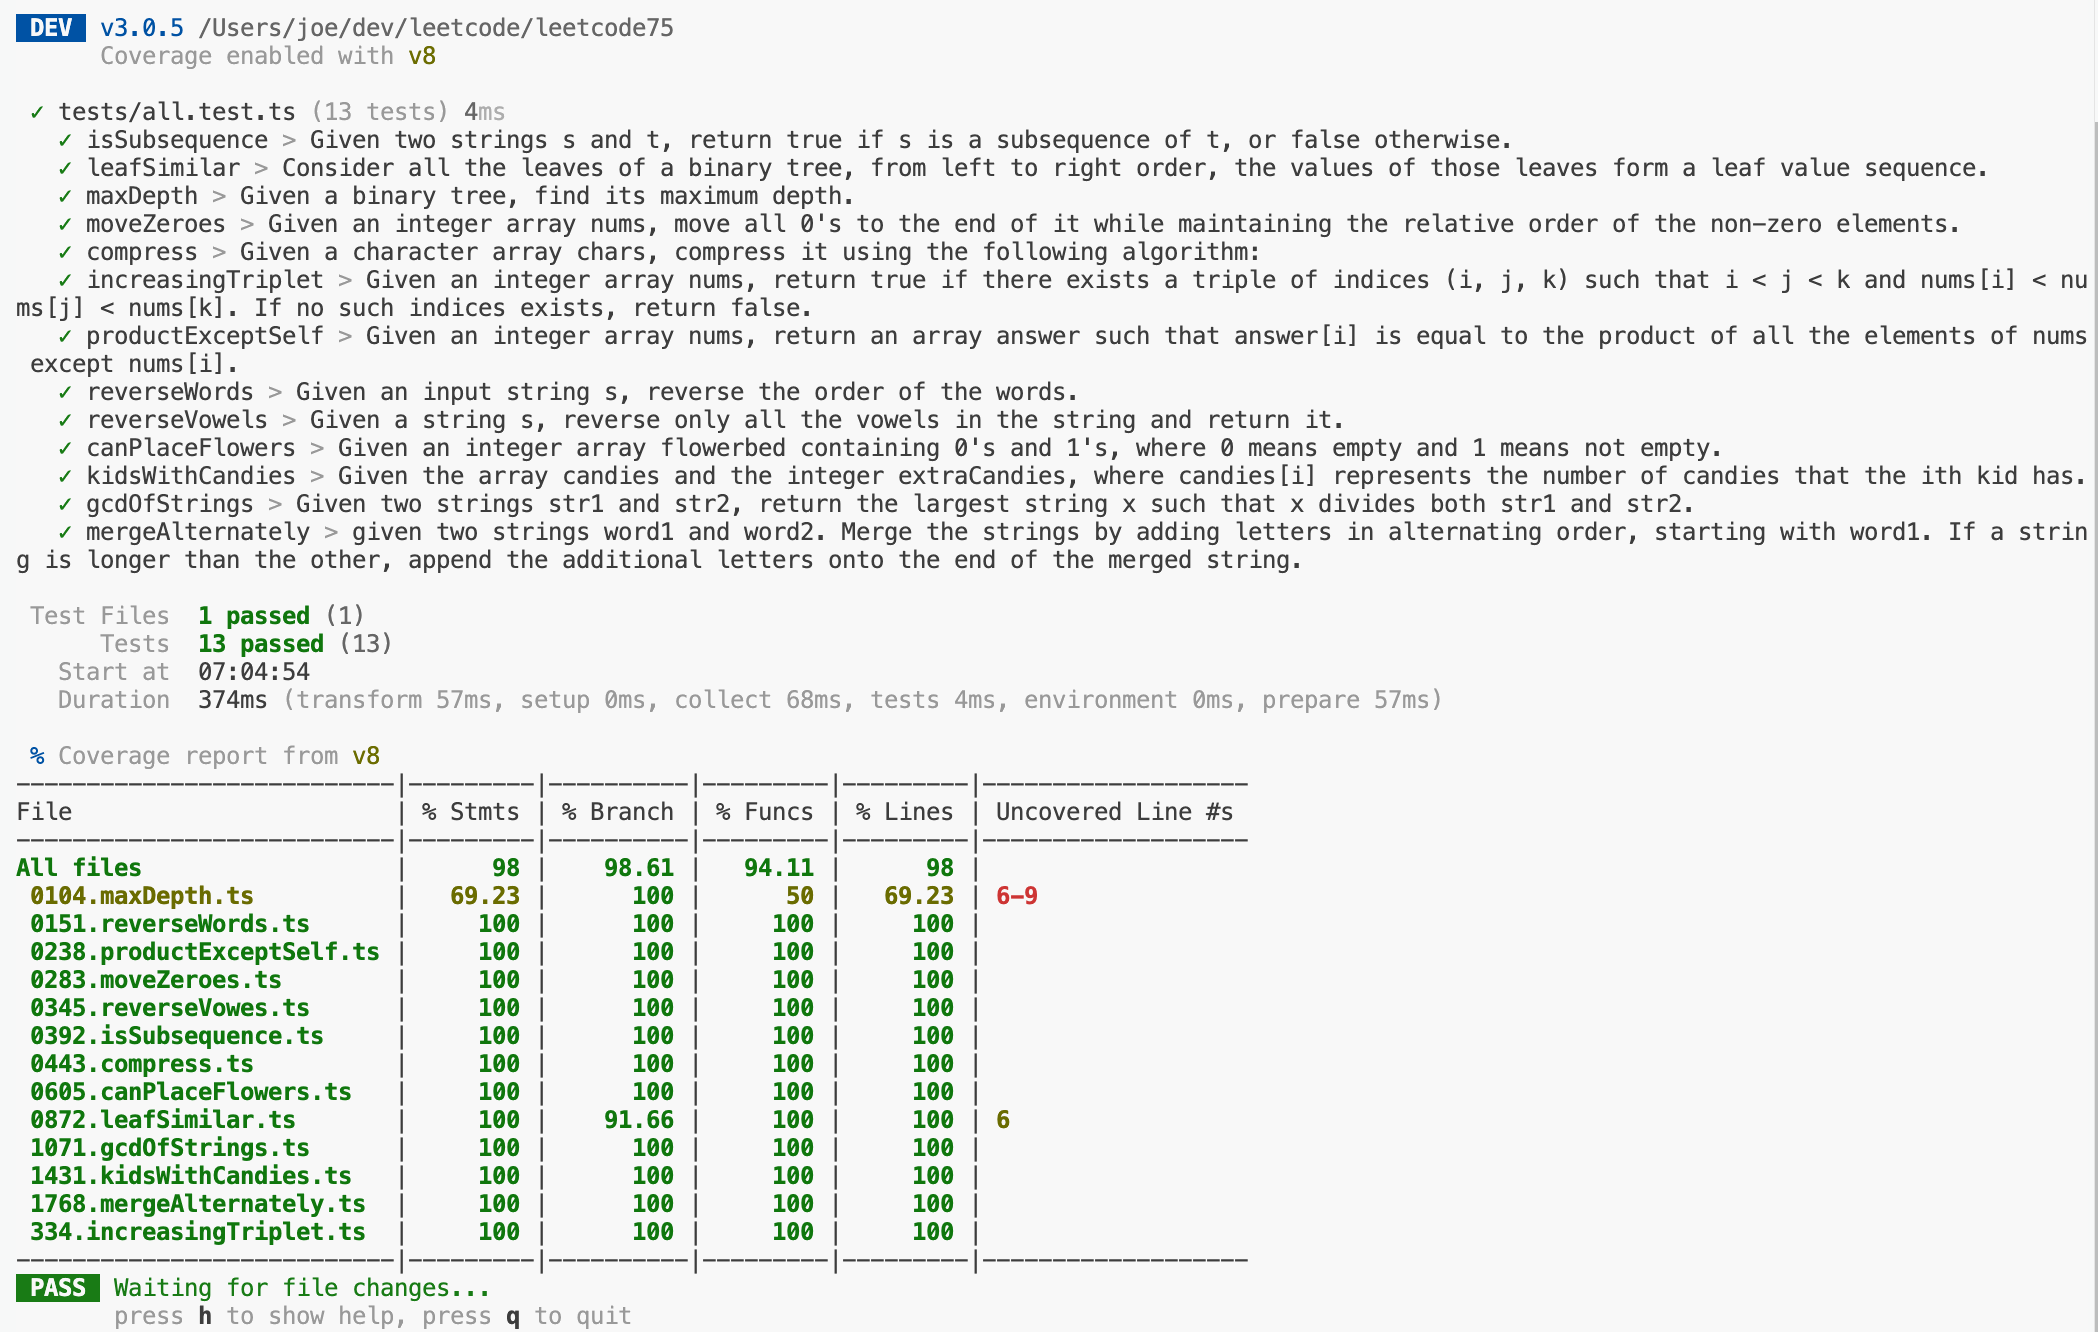 DEV v3.0.5 /Users/joe/dev/leetcode/leetcode75
Coverage enabled with v8
✓ tests/all.test.ts (13 tests) 4ms
✓ isSubsequence > Given two strings s and t, return true if s is a subsequence of t, or false otherwise.
✓ leafSimilar > Consider all the leaves of a binary tree, from left to right order, the values of those leaves form a leaf value sequence.
✓ maxDepth > Given a binary tree, find its maximum depth.
✓ moveZeroes > Given an integer array nums, move all 0's to the end of it while maintaining the relative order of the non-zero elements.
✓ compress > Given a character array chars, compress it using the following algorithm:
✓ increasingTriplet > Given an integer array nums, return true if there exists a triple of indices (i, j, k) such that i < j < k and nums[i] < nu
ms[j] < nums[k]. If no such indices exists, return false.
✓ productExceptSelf > Given an integer array nums, return an array answer such that answer[i] is equal to the product of all the elements of nums
except nums[i].
✓ reverseWords > Given an input string s, reverse the order of the words.
✓ reverseVowels > Given a string s, reverse only all the vowels in the string and return it.
✓ canPlaceFlowers > Given an integer array flowerbed containing 0's and 1's, where 0 means empty and 1 means not empty.
✓ kidsWithCandies > Given the array candies and the integer extraCandies, where candies[i] represents the number of candies that the ith kid has.
✓ gcdOfStrings > Given two strings str1 and str2, return the largest string x such that x divides both str1 and str2.
✓ mergeAlternately > given two strings word1 and word2. Merge the strings by adding letters in alternating order, starting with word1. If a strin
g is longer than the other, append the additional letters onto the end of the merged string.
Test Files 1 passed (1)
Tests 13 passed (13)
Start at 07:04:54
Duration 374ms (transform 57ms, setup 0ms, collect 68ms, tests 4ms, environment 0ms, prepare 57ms)
% Coverage report from v8
File | % Stmts | % Branch | % Funcs | % Lines | Uncovered Line #s
All files | 98 | 98.61 | 94.11 | 98 |
0104.maxDepth.ts | 69.23 | 100 | 50 | 69.23 | 6-9
0151.reverseWords.ts | 100 | 100 | 100 | 100 |
0238.productExceptSelf.ts | 100 | 100 | 100 | 100 |
0283.moveZeroes.ts | 100 | 100 | 100 | 100 |
0345.reverseVowes.ts | 100 | 100 | 100 | 100 |
0392.isSubsequence.ts | 100 | 100 | 100 | 100 |
0443.compress.ts | 100 | 100 | 100 | 100 |
0605.canPlaceFlowers.ts | 100 | 100 | 100 | 100 |
0872.leafSimilar.ts | 100 | 91.66 | 100 | 100 | 6
1071.gcdOfStrings.ts | 100 | 100 | 100 | 100 |
1431.kidsWithCandies.ts | 100 | 100 | 100 | 100 |
1768.mergeAlternately.ts | 100 | 100 | 100 | 100 |
334.increasingTriplet.ts | 100 | 100 | 100 | 100 |
PASS Waiting for file changes...
press h to show help, press q to quit